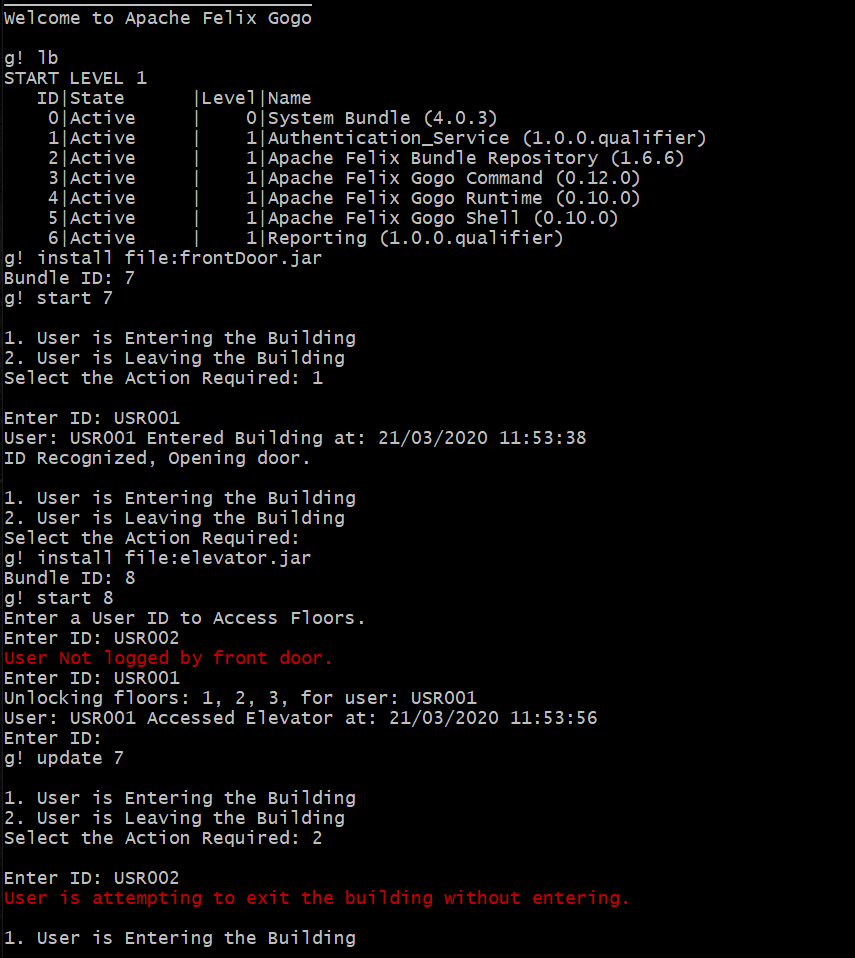 Welcome to Apache Felix Gogo
g! lb
START LEVEL 1
   ID|State      |Level|Name
    0|Active     |    0|System Bundle (4.0.3)
    1|Active     |    1|Authentication_Service (1.0.0.qualifier)
    2|Active     |    1|Apache Felix Bundle Repository (1.6.6)
    3|Active     |    1|Apache Felix Gogo Command (0.12.0)
    4|Active     |    1|Apache Felix Gogo Runtime (0.10.0)
    5|Active     |    1|Apache Felix Gogo Shell (0.10.0)
    6|Active     |    1|Reporting (1.0.0.qualifier)
g! install file:frontDoor.jar
Bundle ID: 7
g! start 7
1. User is Entering the Building
2. User is Leaving the Building
Select the Action Required: 1
Enter ID: USR001
User: USR001 Entered Building at: 21/03/2020 11:53:38
ID Recognized, Opening door.
1. User is Entering the Building
2. User is Leaving the Building
Select the Action Required:
g! install file:elevator.jar
Bundle ID: 8
g! start 8
Enter a User ID to Access Floors.
Enter ID: USR002
User Not logged by front door.
Enter ID: USR001
Unlocking floors: 1, 2, 3, for user: USR001
User: USR001 Accessed Elevator at: 21/03/2020 11:53:56
Enter ID:
g! update 7
1. User is Entering the Building
2. User is Leaving the Building
Select the Action Required: 2
Enter ID: USR002
User is attempting to exit the building without entering.
1. User is Entering the Building